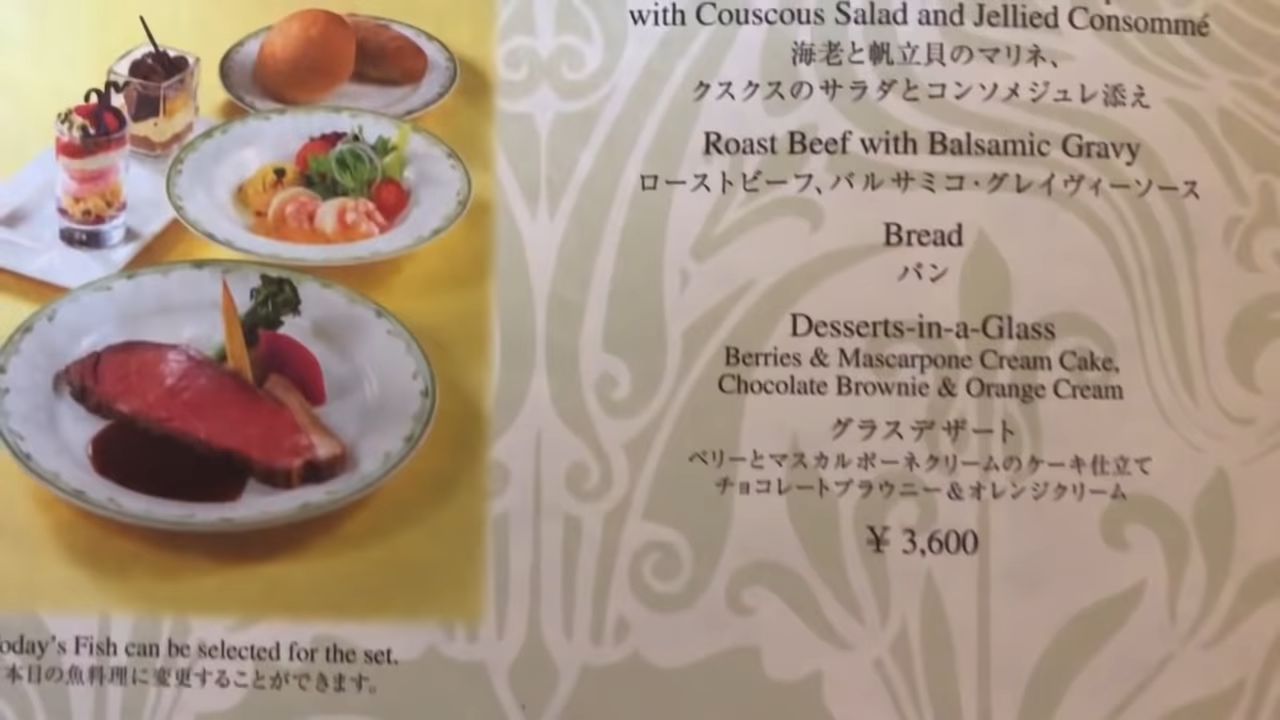 with Couscous Salad and Jellied Consommé
海老と帆立貝のマリネ、
クスクスのサラダとコンソメジュレ添え
Roast Beef with Balsamic Gravy
ローストビーフ、バルサミコ・グレイヴィーソース
Bread
パン
Desserts-in-a-Glass
Berries & Mascarpone Cream Cake,
Chocolate Brownie & Orange Cream
グラスデザート
ベリーとマスカルポーネクリームのケーキ仕立て
チョコレートブラウニー&オレンジクリーム
¥ 3,600
oday's Fish can be selected for the set.
本日の魚料理に変更することができます。